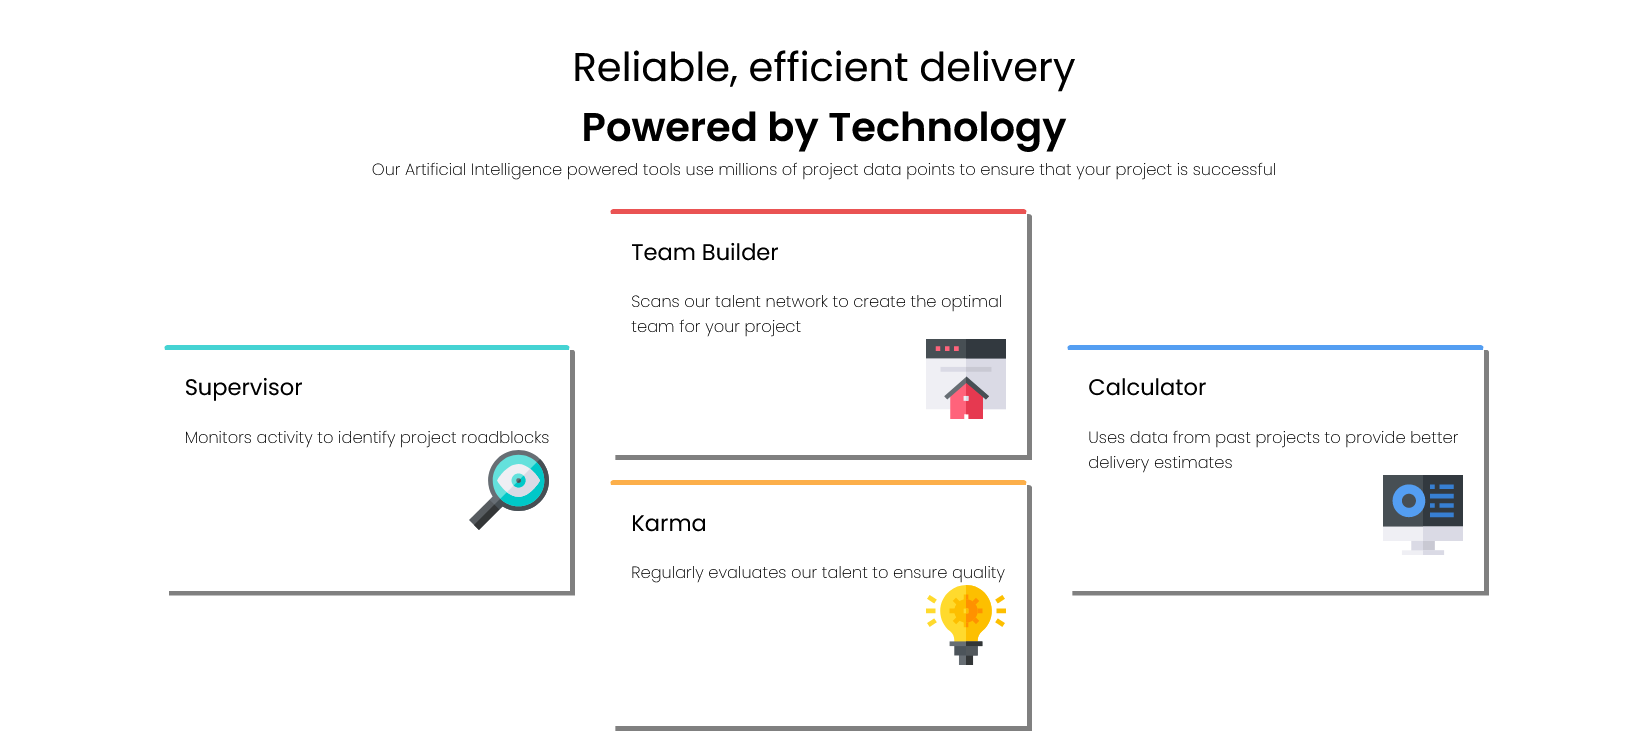 Reliable, efficient delivery
Powered by Technology
Our Artificial Intelligence powered tools use millions of project data points to ensure that your project is successful
Supervisor
Monitors activity to identify project roadblocks
Team Builder
Scans our talent network to create the optimal
team for your project
Karma
Regularly evaluates our talent to ensure quality
Calculator
Uses data from past projects to provide better
delivery estimates